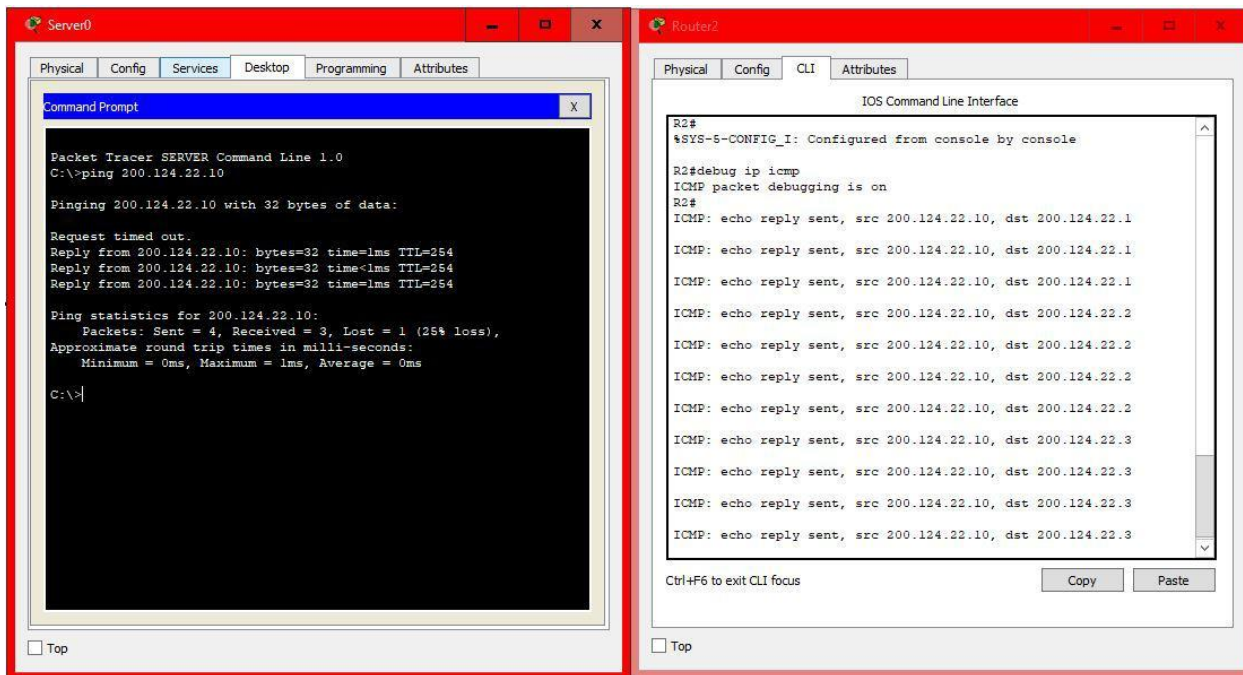 Server0
Physical Config Services Desktop Programming Attributes
Command Prompt X
Packet Tracer SERVER Command Line 1.0
C:\>ping 200.124.22.10
Pinging 200.124.22.10 with 32 bytes of data:
Request timed out.
Reply from 200.124.22.10: bytes=32 time=1ms TTL=254
Reply from 200.124.22.10: bytes=32 time<1ms TTL=254
Reply from 200.124.22.10: bytes=32 time=1ms TTL=254
Ping statistics for 200.124.22.10:
Packets: Sent = 4, Received = 3, Lost = 1 (25% loss),
Approximate round trip times in milli-seconds:
Minimum = 0ms, Maximum = 1ms, Average = 0ms
C:\>
Top
Router2
Physical Config CLI Attributes
IOS Command Line Interface
R2#
%SYS-5-CONFIG_I: Configured from console by console
R2#debug ip icmp
ICMP packet debugging is on
R2#
ICMP: echo reply sent, src 200.124.22.10, dst 200.124.22.1
ICMP: echo reply sent, src 200.124.22.10, dst 200.124.22.1
ICMP: echo reply sent, src 200.124.22.10, dst 200.124.22.1
ICMP: echo reply sent, src 200.124.22.10, dst 200.124.22.2
ICMP: echo reply sent, src 200.124.22.10, dst 200.124.22.2
ICMP: echo reply sent, src 200.124.22.10, dst 200.124.22.2
ICMP: echo reply sent, src 200.124.22.10, dst 200.124.22.2
ICMP: echo reply sent, src 200.124.22.10, dst 200.124.22.3
ICMP: echo reply sent, src 200.124.22.10, dst 200.124.22.3
ICMP: echo reply sent, src 200.124.22.10, dst 200.124.22.3
ICMP: echo reply sent, src 200.124.22.10, dst 200.124.22.3
Ctrl+F6 to exit CLI focus Copy Paste
Top